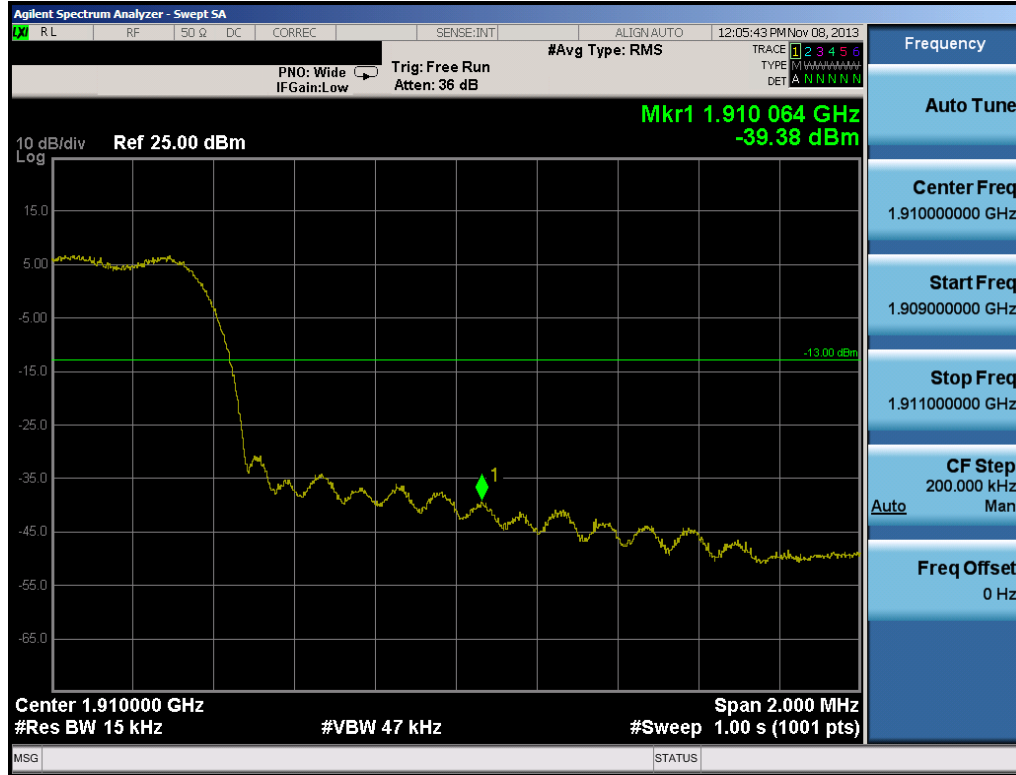 Agilent Spectrum Analyzer - Swept SA
LXI RL RF 50 Ω DC CORREC SENSE:INT ALIGN AUTO 12:05:43 PM Nov 08, 2013
#Avg Type: RMS TRACE 1 2 3 4 5 6
PNO: Wide Trig: Free Run TYPE M WWWWW
IFGain:Low Atten: 36 dB DET A N N N N N
Mkr1 1.910 064 GHz
-39.38 dBm
10 dB/div Ref 25.00 dBm
Log
15.0
5.00
-5.00
-13.00 dBm
-15.0
-25.0
-35.0
1
-45.0
-55.0
-65.0
Center 1.910000 GHz Span 2.000 MHz
#Res BW 15 kHz #VBW 47 kHz #Sweep 1.00 s (1001 pts)
MSG STATUS
Frequency
Auto Tune
Center Freq
1.910000000 GHz
Start Freq
1.909000000 GHz
Stop Freq
1.911000000 GHz
CF Step
200.000 kHz
Auto Man
Freq Offset
0 Hz